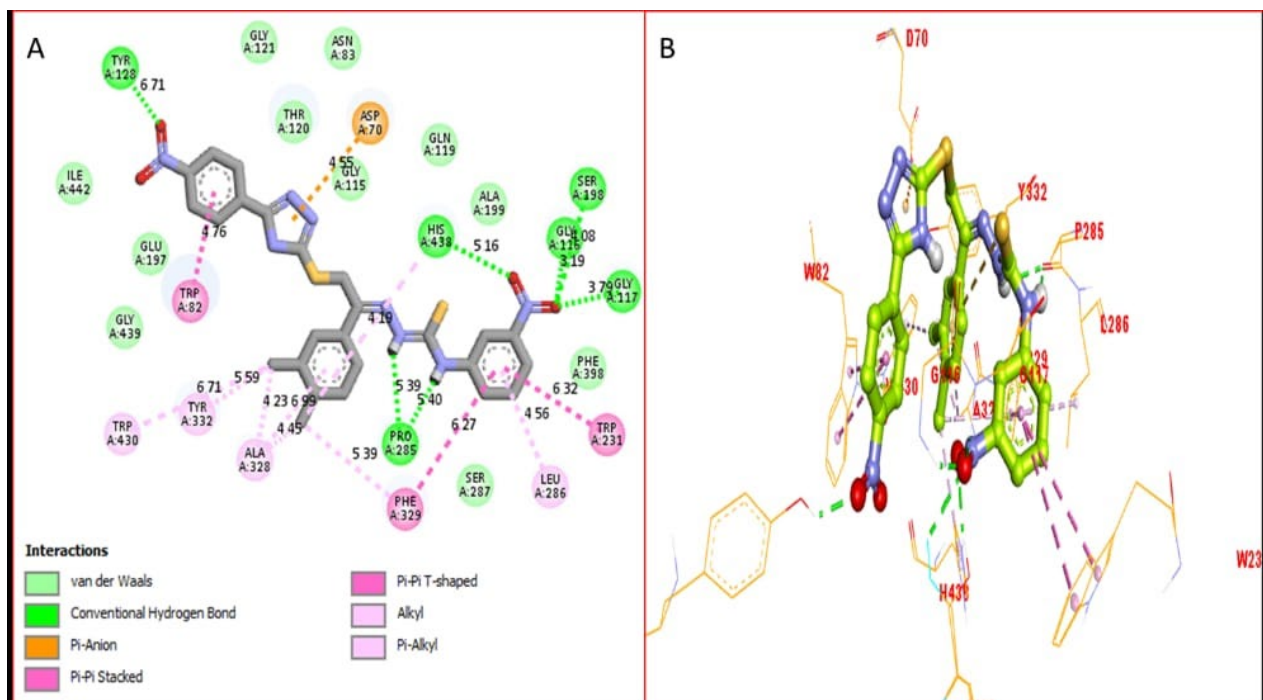 A
GLY
A:121
ASN
A:83
TYR
A:128
6 71
THR
A:120
ASP
A:70
GLN
A:119
4 55
GLY
A:115
ILE
A:442
SER
A:198
ALA
A:199
HIS
A:438
4 76
GLU
A:197
5 16
4 08
3 19
3 79
GLY
A:117
TRP
A:82
GLY
A:439
4 19
PHE
A:398
5 39
5 40
6 32
6 71
5 59
4 23
6 99
TYR
A:332
4 45
6 27
4 56
TRP
A:231
TRP
A:430
ALA
A:328
5 39
PRO
A:285
SER
A:287
LEU
A:286
PHE
A:329
Interactions
van der Waals
Conventional Hydrogen Bond
Pi-Anion
Pi-Pi Stacked
Pi-Pi T-shaped
Alkyl
Pi-Alkyl
B
D70
Y332
P285
W82
L286
H438
W23